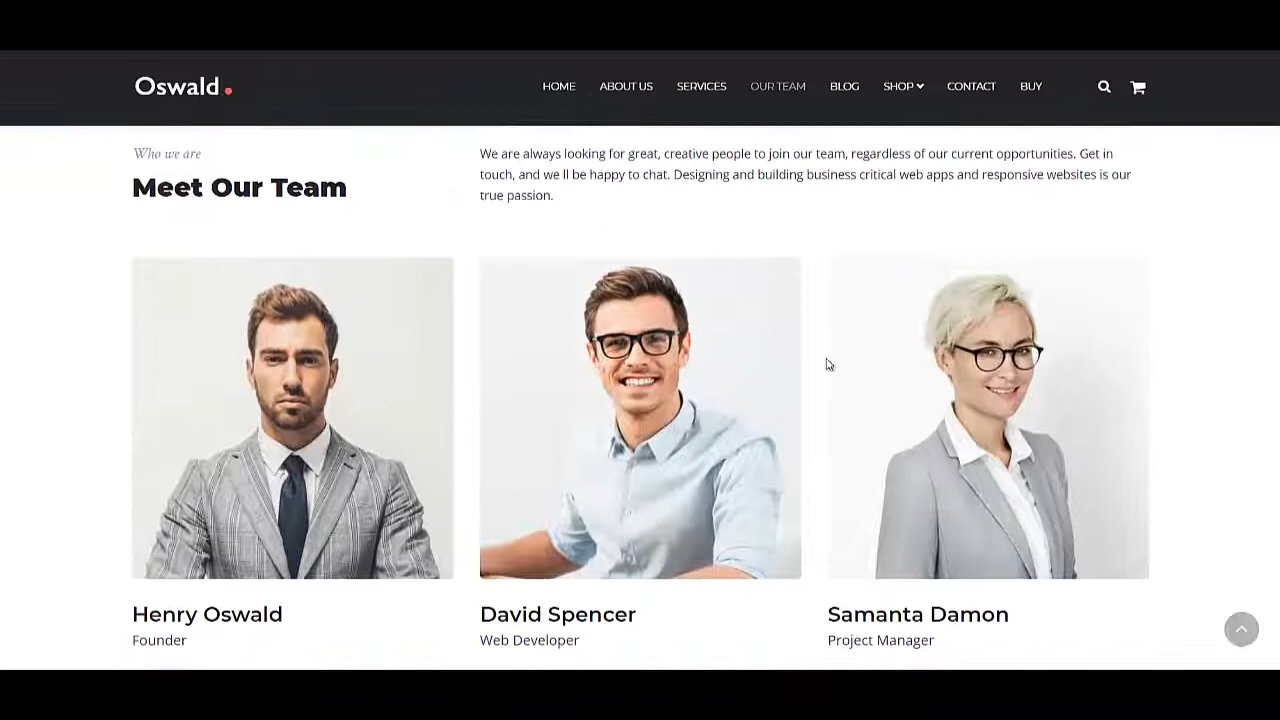 Oswald.
HOME ABOUT US SERVICES OUR TEAM BLOG SHOP CONTACT BUY
Who we are
Meet Our Team
We are always looking for great, creative people to join our team, regardless of our current opportunities. Get in
touch, and we ll be happy to chat. Designing and building business critical web apps and responsive websites is our
true passion.
Henry Oswald
Founder
David Spencer
Web Developer
Samanta Damon
Project Manager